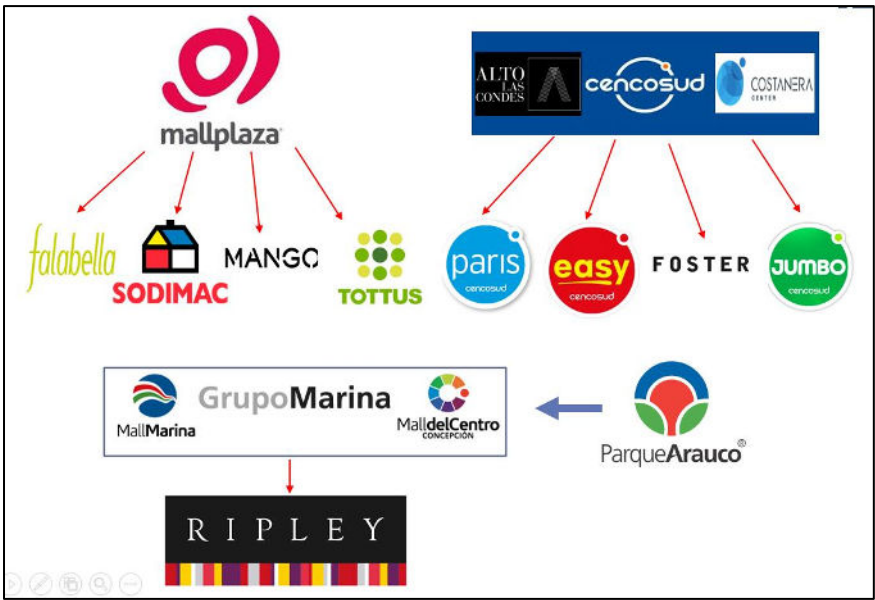 mallplaza
ALTO
LAS
CONDES
cencosud
COSTANERA
CENTER
falabella
SODIMAC
MANGO
TOTTUS
paris
cencosud
easy
cencosud
FOSTER
JUMBO
cencosud
MallMarina
GrupoMarina
MalldelCentro
CONCEPCIÓN
ParqueArauco®
RIPLEY